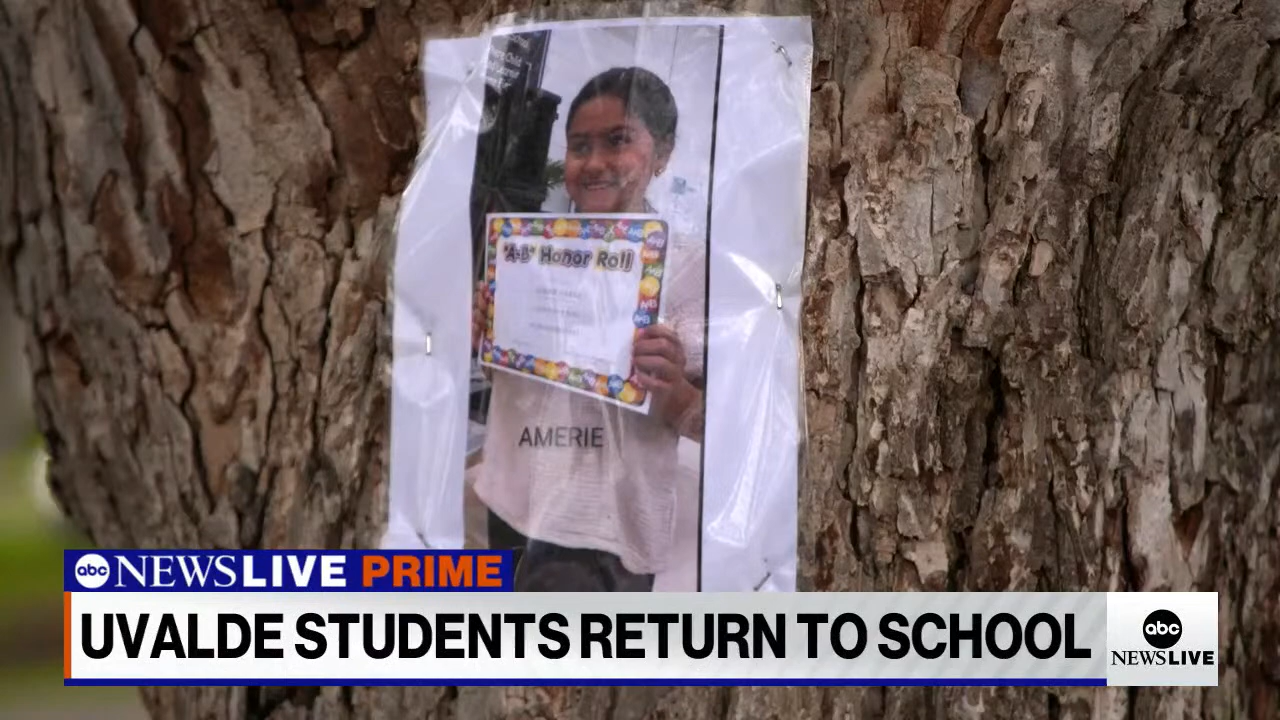 "A-B" Honor Roll
AMERIE
abc NEWS LIVE PRIME
UVALDE STUDENTS RETURN TO SCHOOL
abc
NEWS LIVE